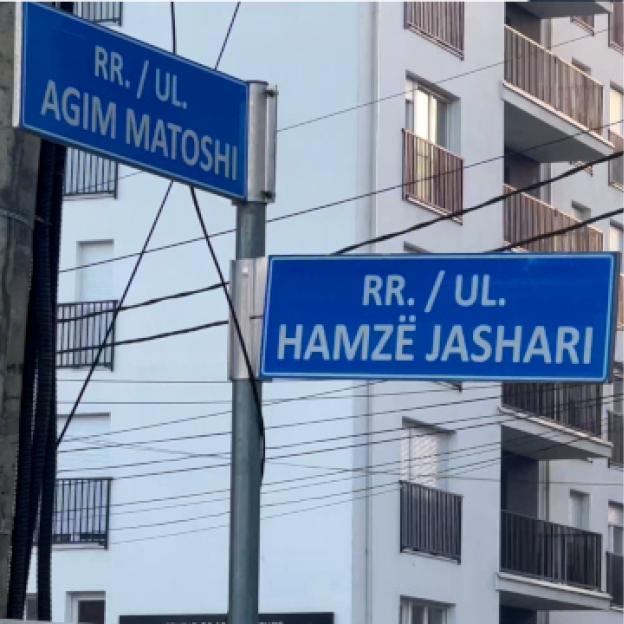 RR. / UL.
AGIM MATOSHI
RR. / UL.
HAMZË JASHARI